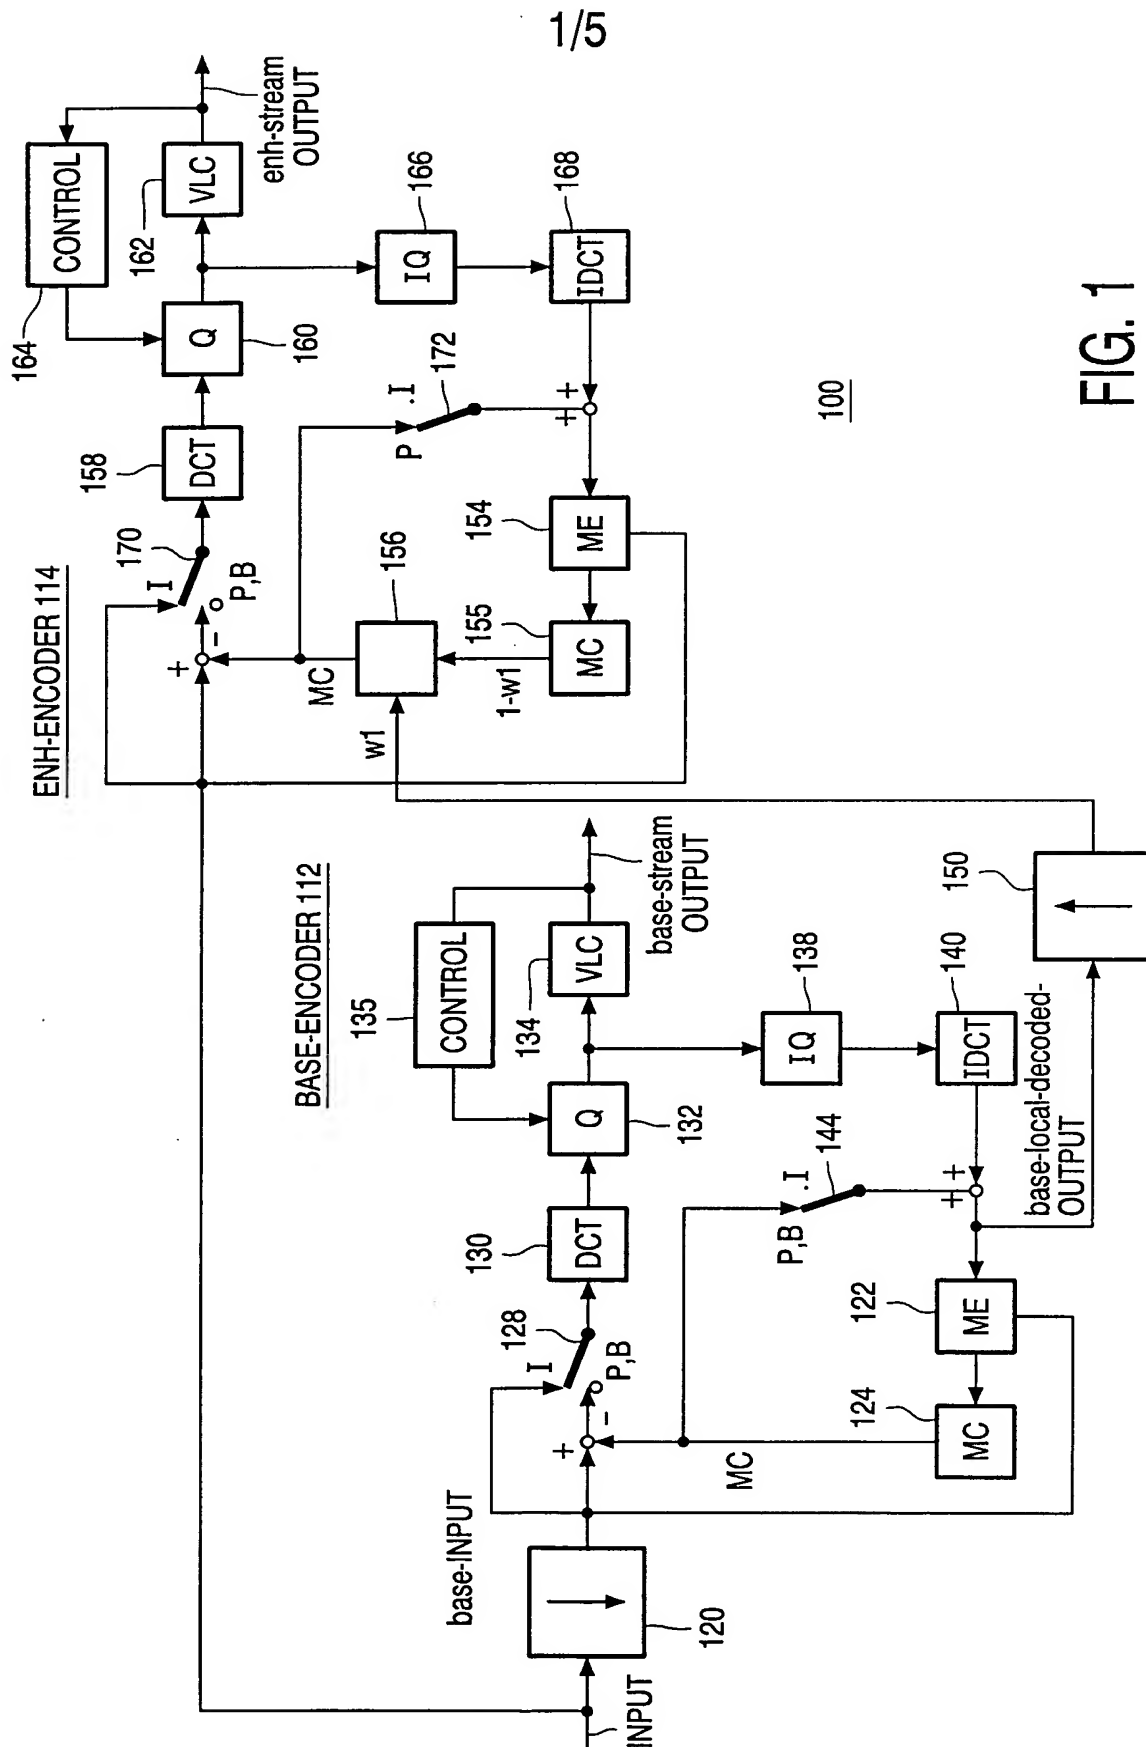 1/5
ENH-ENCODER 114
164
CONTROL
162
VLC
enh-stream
OUTPUT
Q
160
158
DCT
170
I
P,B
+
-
MC
w1
156
1-w1
155
MC
154
ME
P
.I
172
+
+
166
IQ
168
IDCT
100
BASE-ENCODER 112
135
CONTROL
134
VLC
base-stream
OUTPUT
Q
132
130
DCT
128
I
P,B
+
-
MC
base-INPUT
120
INPUT
124
MC
122
ME
P,B
.I
144
+
+
138
IQ
140
IDCT
base-local-decoded-
OUTPUT
150
FIG. 1